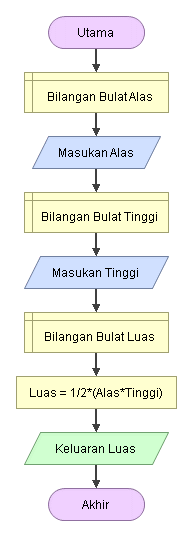 Utama
Bilangan Bulat Alas
Masukan Alas
Bilangan Bulat Tinggi
Masukan Tinggi
Bilangan Bulat Luas
Luas = 1/2*(Alas*Tinggi)
Keluaran Luas
Akhir